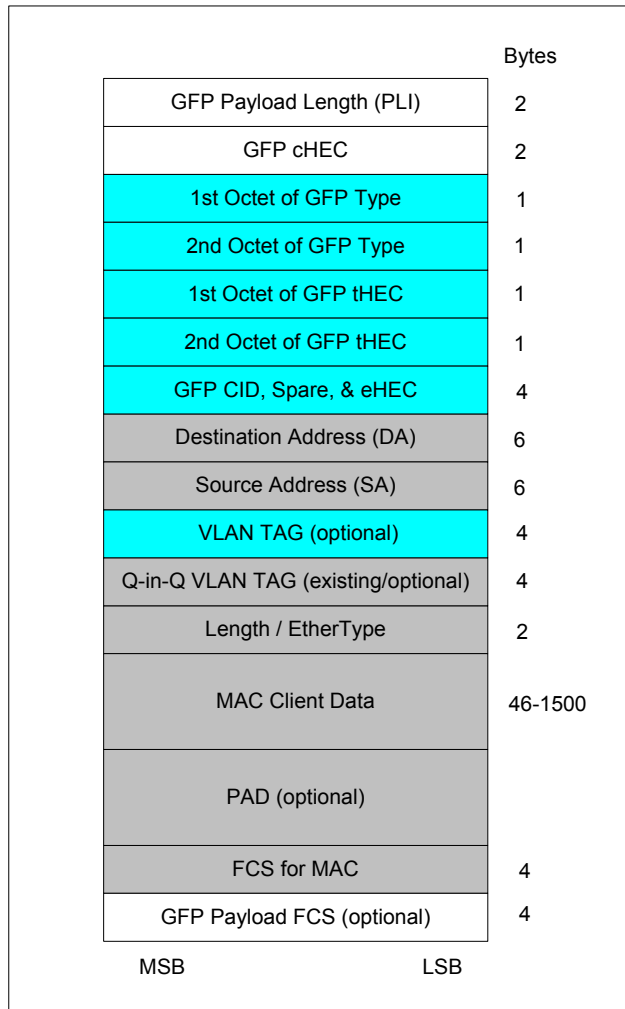 Bytes
GFP Payload Length (PLI) 2
GFP cHEC 2
1st Octet of GFP Type 1
2nd Octet of GFP Type 1
1st Octet of GFP tHEC 1
2nd Octet of GFP tHEC 1
GFP CID, Spare, & eHEC 4
Destination Address (DA) 6
Source Address (SA) 6
VLAN TAG (optional) 4
Q-in-Q VLAN TAG (existing/optional) 4
Length / EtherType 2
MAC Client Data 46-1500
PAD (optional)
FCS for MAC 4
GFP Payload FCS (optional) 4
MSB LSB